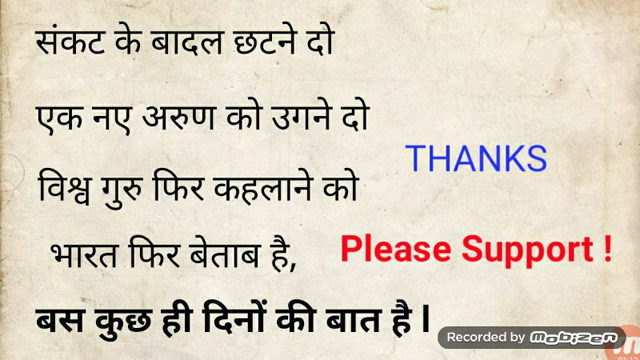 संकट के बादल छटने दो
एक नए अरुण को उगने दो
विश्व गुरु फिर कहलाने को
भारत फिर बेताब है,
बस कुछ ही दिनों की बात है l
THANKS
Please Support !
Recorded by mobizen